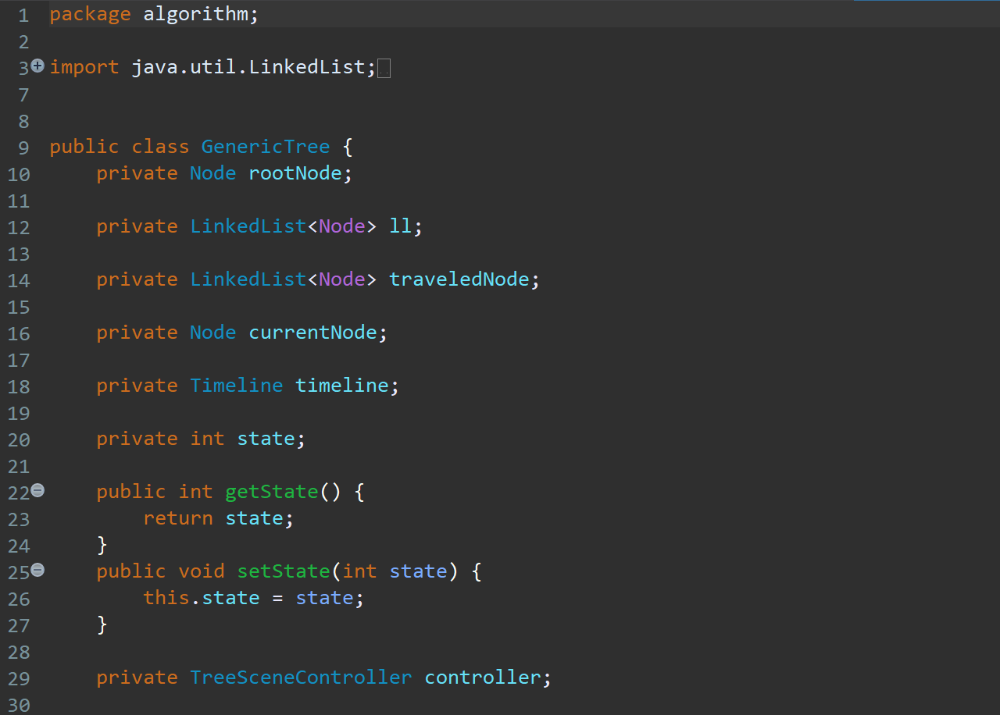 1 package algorithm;
2
3 import java.util.LinkedList;
7
8
9 public class GenericTree {
10     private Node rootNode;
11
12     private LinkedList<Node> ll;
13
14     private LinkedList<Node> traveledNode;
15
16     private Node currentNode;
17
18     private Timeline timeline;
19
20     private int state;
21
22     public int getState() {
23         return state;
24     }
25     public void setState(int state) {
26         this.state = state;
27     }
28
29     private TreeSceneController controller;
30